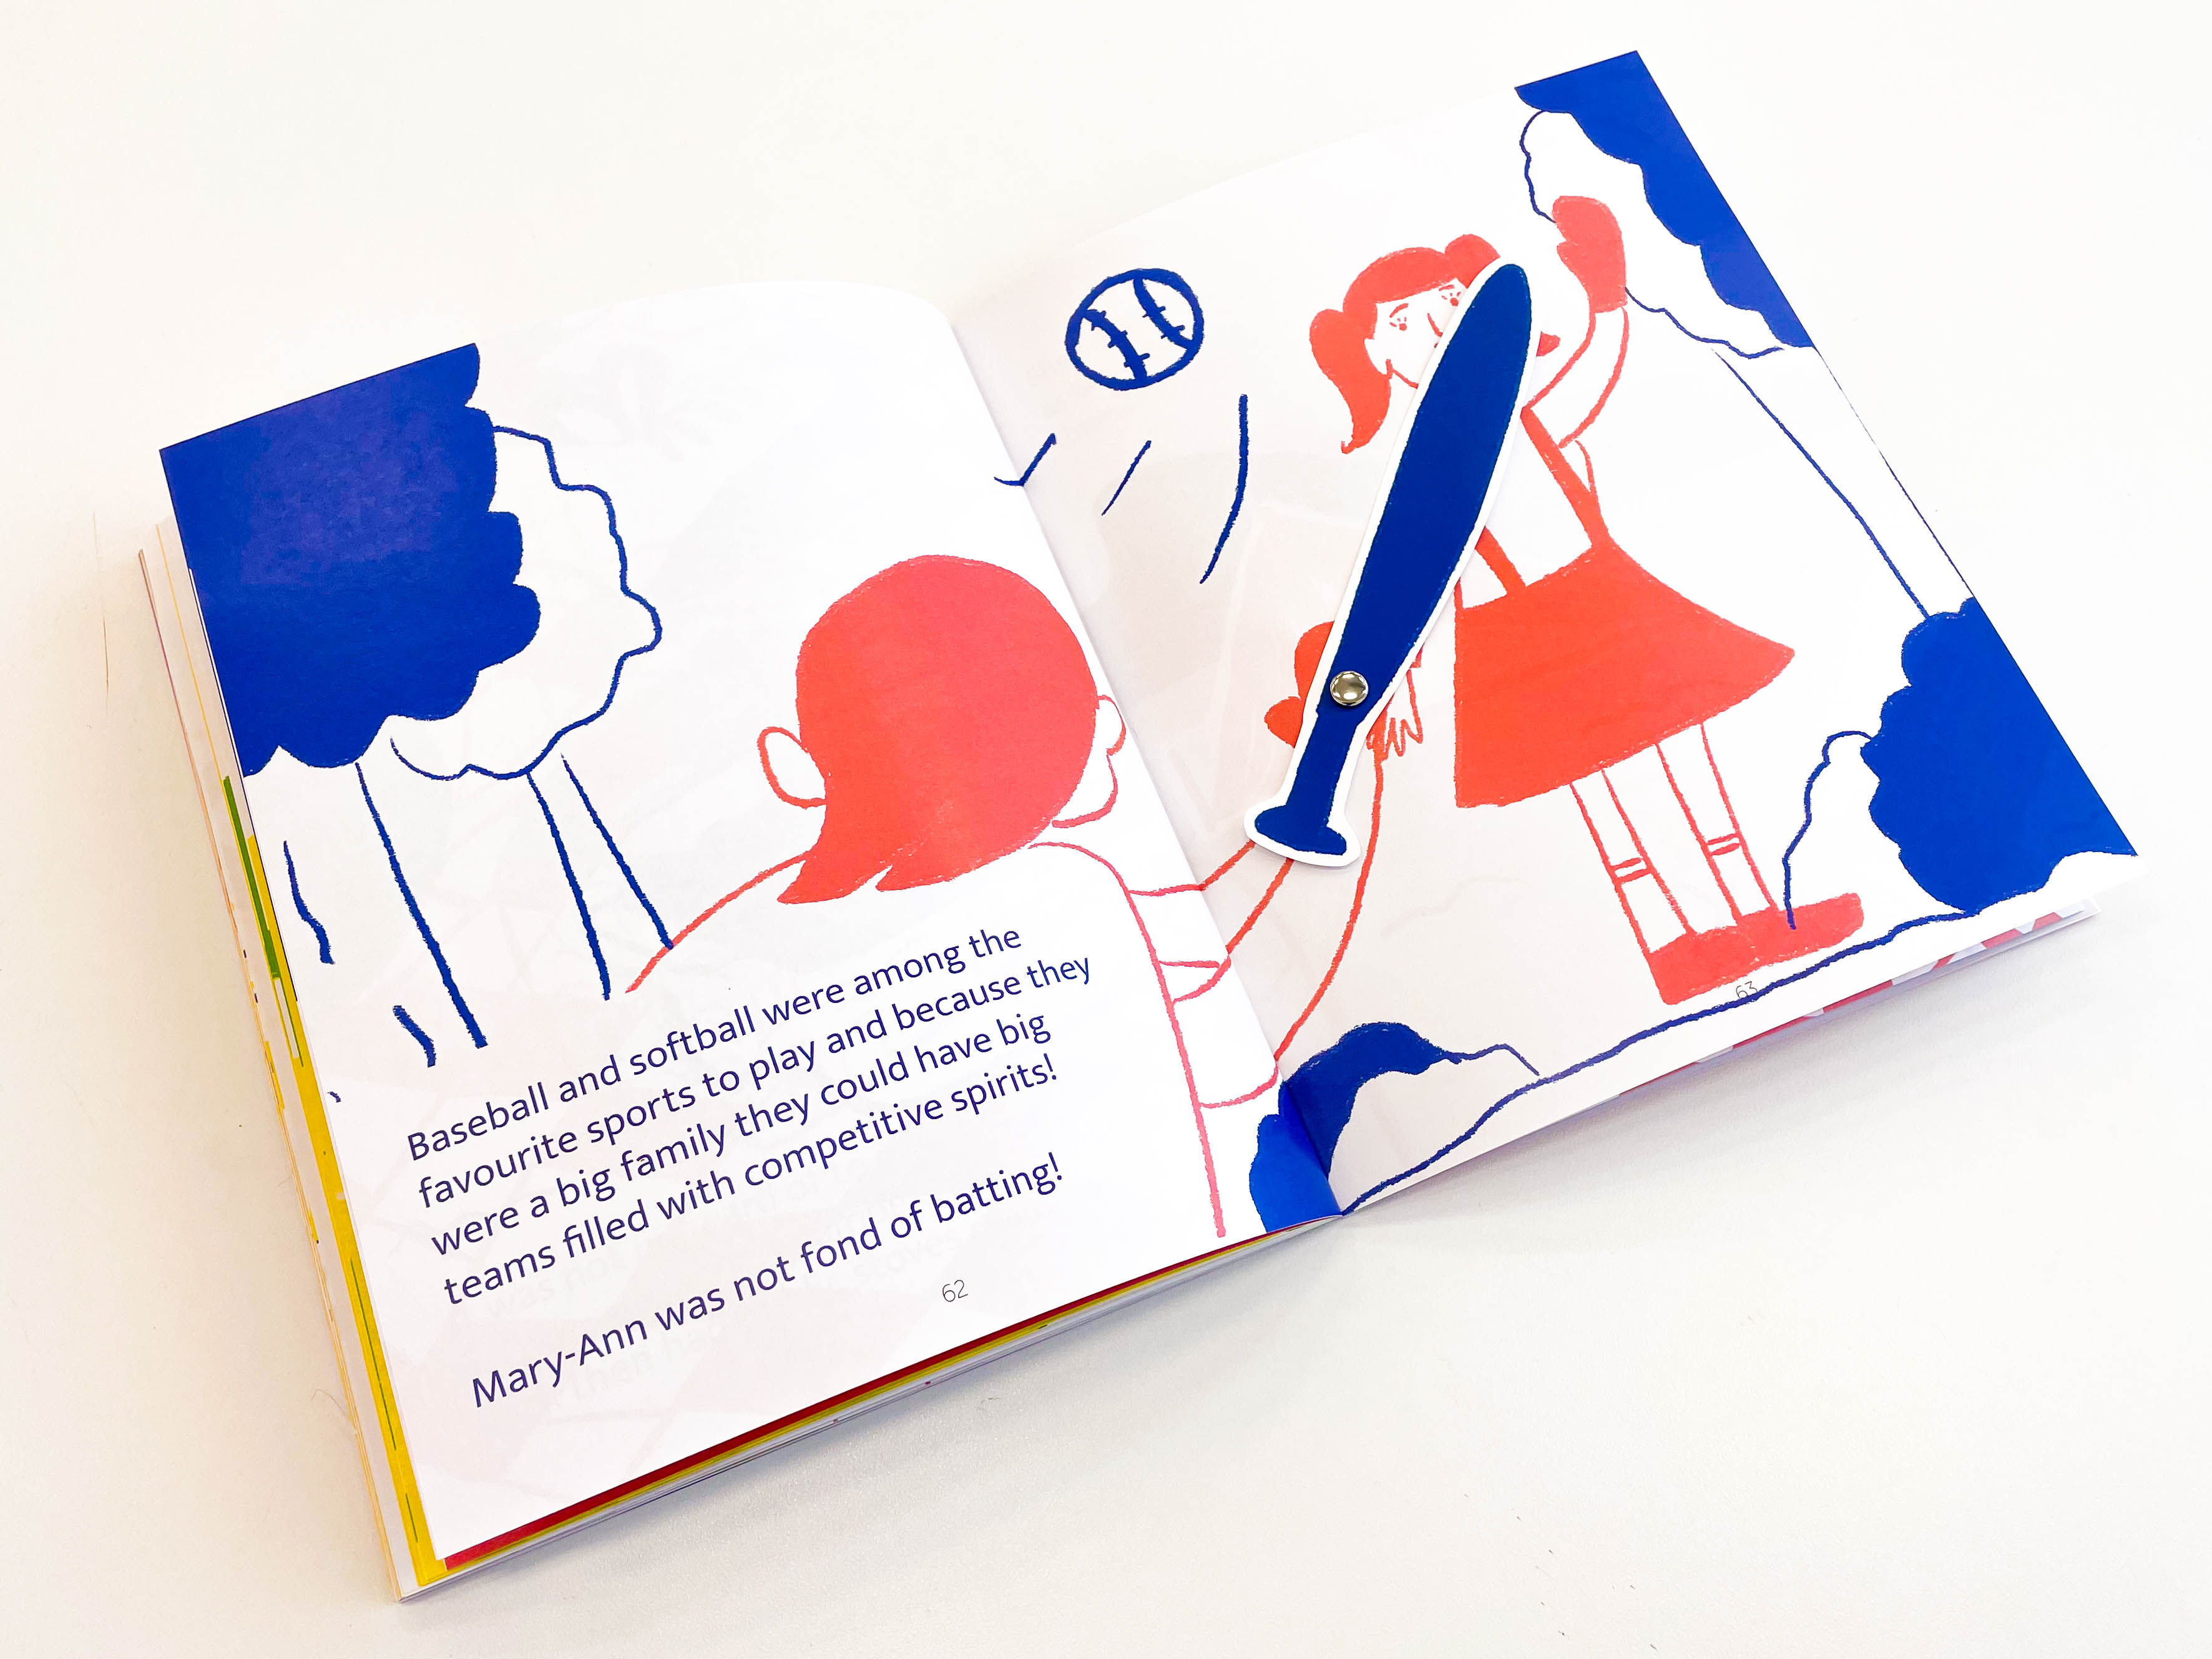 Baseball and softball were among the
favourite sports to play and because they
were a big family they could have big
teams filled with competitive spirits!
Mary-Ann was not fond of batting!
62
63